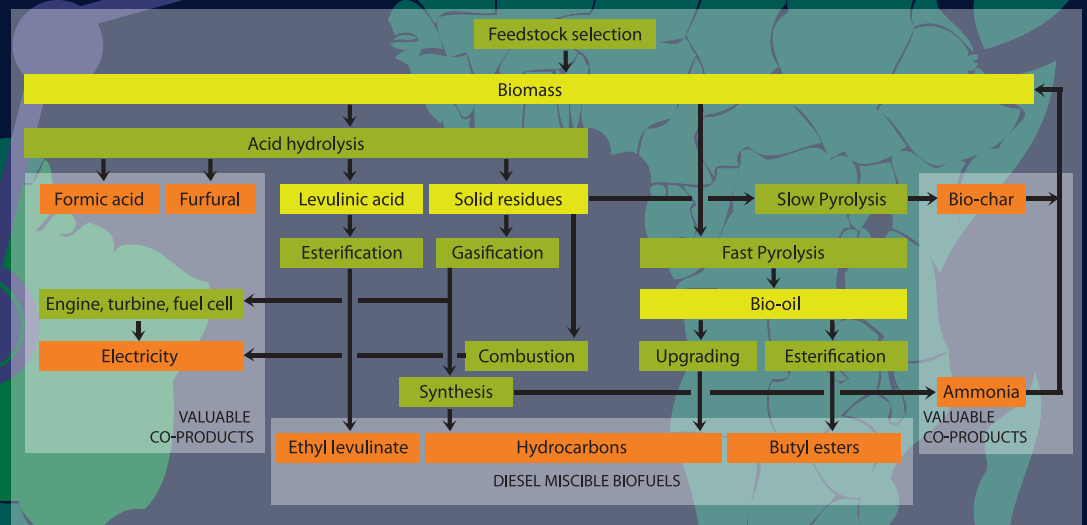 Feedstock selection
Biomass
Acid hydrolysis
Formic acid
Furfural
Levulinic acid
Solid residues
Slow Pyrolysis
Bio-char
Esterification
Gasification
Fast Pyrolysis
Engine, turbine, fuel cell
Bio-oil
Electricity
Combustion
Upgrading
Esterification
Synthesis
Ammonia
VALUABLE
CO-PRODUCTS
VALUABLE
CO-PRODUCTS
Ethyl levulinate
Hydrocarbons
Butyl esters
DIESEL MISCIBLE BIOFUELS